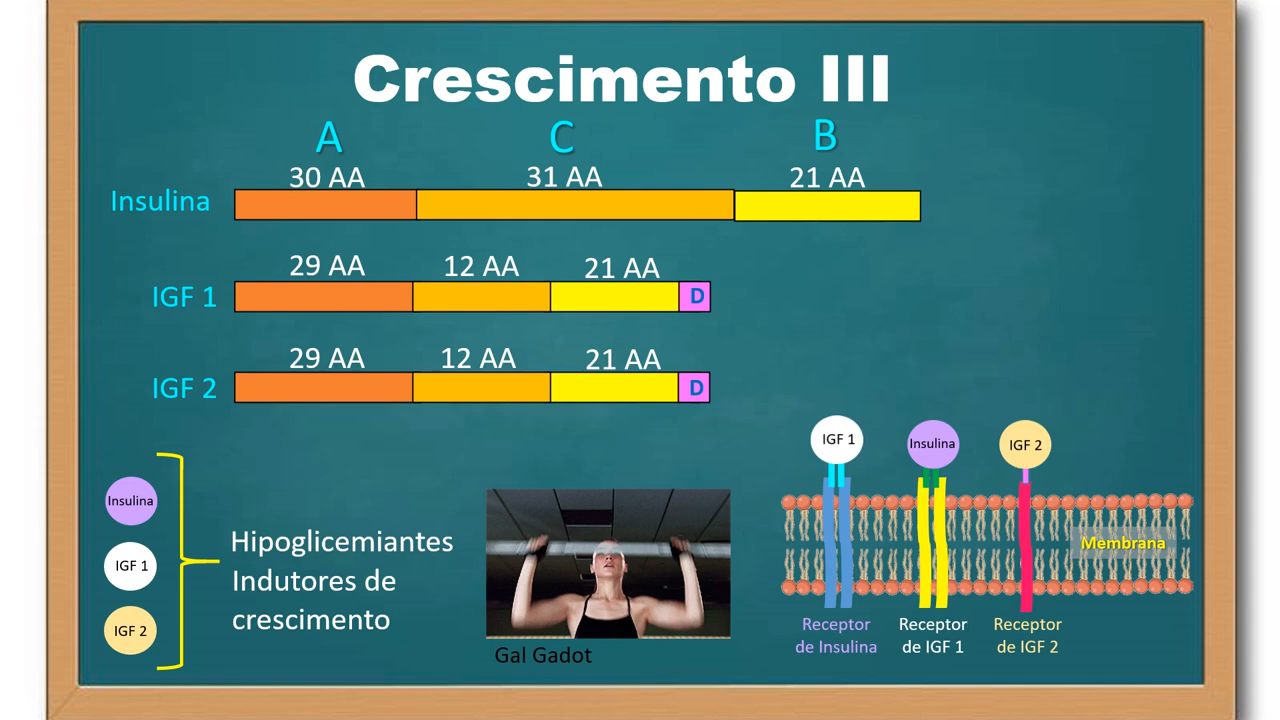 Crescimento III
A C B
30 AA 31 AA 21 AA
Insulina
29 AA 12 AA 21 AA
IGF 1 D
29 AA 12 AA 21 AA
IGF 2 D
IGF 1 Insulina IGF 2
Insulina
IGF 1
IGF 2
Hipoglicemiantes
Indutores de
crescimento
Gal Gadot
Membrana
Receptor
de Insulina
Receptor
de IGF 1
Receptor
de IGF 2